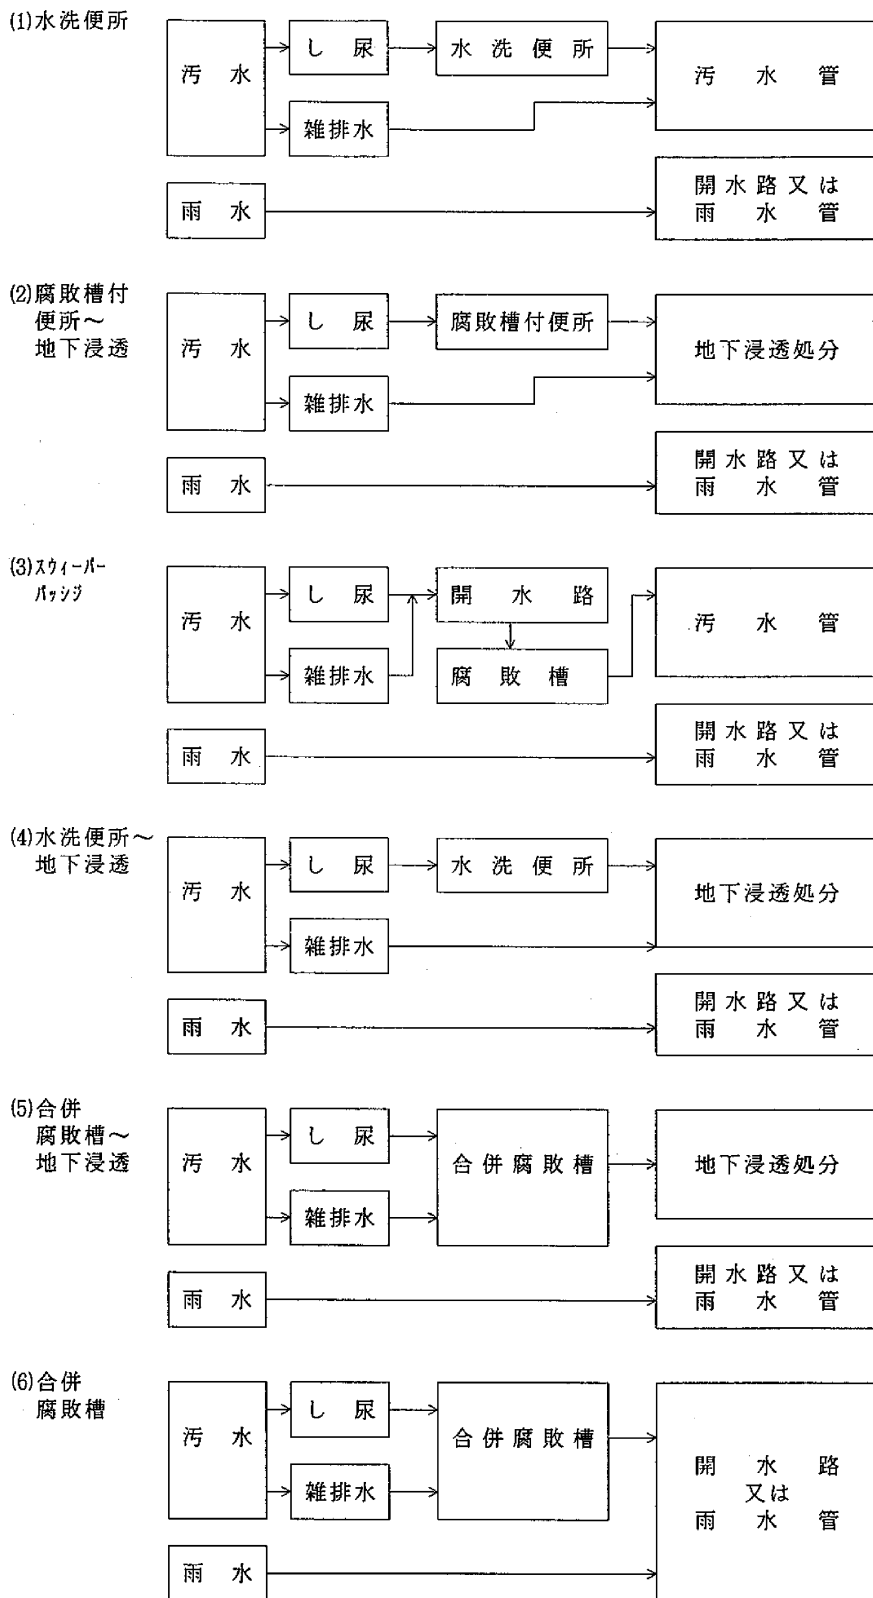 (1)水洗便所
汚水
し尿
水洗便所
汚水管
雑排水
雨水
開水路又は
雨水管
(2)腐敗槽付
便所～
地下浸透
汚水
し尿
腐敗槽付便所
地下浸透処分
雑排水
雨水
開水路又は
雨水管
(3)スウィーパー
パッシジ
汚水
し尿
開水路
汚水管
雑排水
腐敗槽
雨水
開水路又は
雨水管
(4)水洗便所～
地下浸透
汚水
し尿
水洗便所
地下浸透処分
雑排水
雨水
開水路又は
雨水管
(5)合併
腐敗槽～
地下浸透
汚水
し尿
合併腐敗槽
地下浸透処分
雑排水
雨水
開水路又は
雨水管
(6)合併
腐敗槽
汚水
し尿
合併腐敗槽
開水路
又は
雨水管
雑排水
雨水